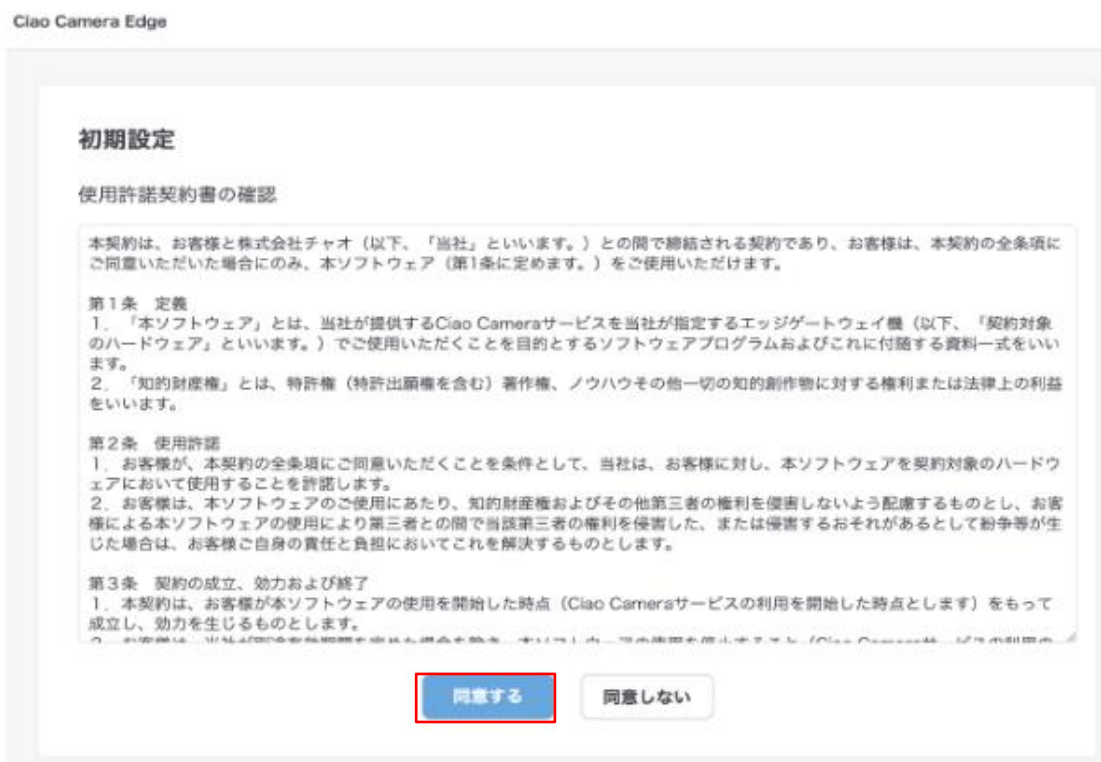 Ciao Camera Edge
初期設定
使用許諾契約書の確認
本契約は、お客様と株式会社チャオ（以下、「当社」といいます。）との間で締結される契約であり、お客様は、本契約の全条項に
ご同意いただいた場合にのみ、本ソフトウェア（第1条に定めます。）をご使用いただけます。
第１条　定義
１．「本ソフトウェア」とは、当社が提供するCiao Cameraサービスを当社が指定するエッジゲートウェイ機（以下、「契約対象
のハードウェア」といいます。）でご使用いただくことを目的とするソフトウェアプログラムおよびこれに付随する資料一式をいい
ます。
２．「知的財産権」とは、特許権（特許出願権を含む）著作権、ノウハウその他一切の知的創作物に対する権利または法律上の利益
をいいます。
第２条　使用許諾
１．お客様が、本契約の全条項にご同意いただくことを条件として、当社は、お客様に対し、本ソフトウェアを契約対象のハードウ
ェアにおいて使用することを許諾します。
２．お客様は、本ソフトウェアのご使用にあたり、知的財産権およびその他第三者の権利を侵害しないよう配慮するものとし、お客
様による本ソフトウェアの使用により第三者との間で当該第三者の権利を侵害した、または侵害するおそれがあるとして紛争等が生
じた場合は、お客様ご自身の責任と負担においてこれを解決するものとします。
第３条　契約の成立、効力および終了
１．本契約は、お客様が本ソフトウェアの使用を開始した時点（Ciao Cameraサービスの利用を開始した時点とします）をもって
成立し、効力を生じるものとします。
同意する
同意しない